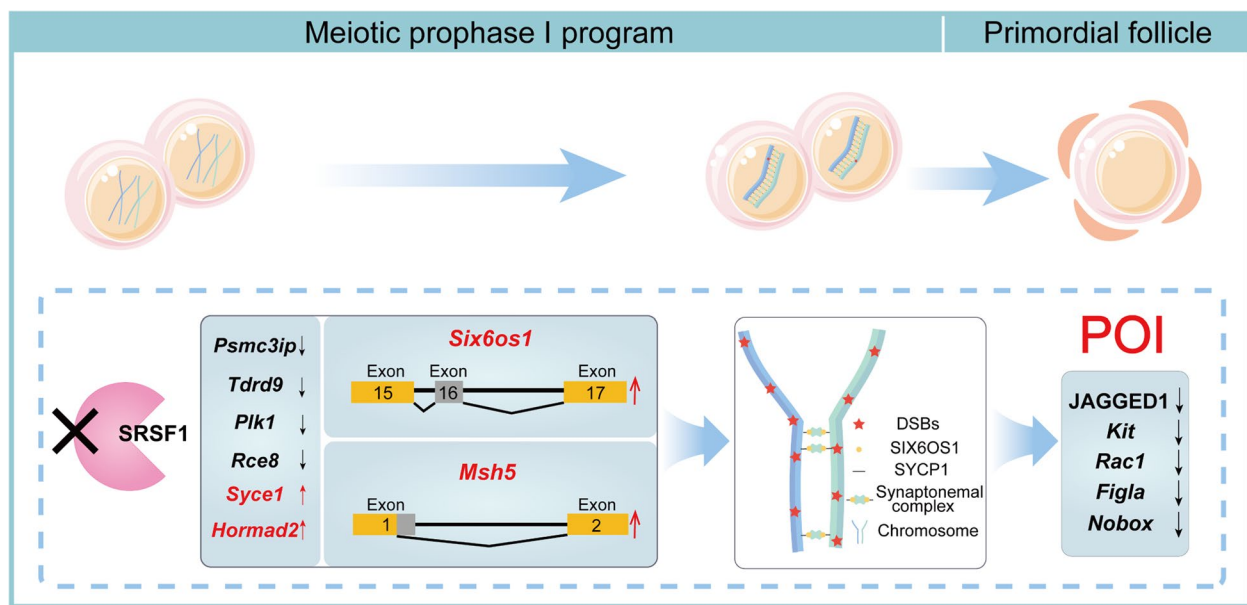 Meiotic prophase I program
Primordial follicle
SRSF1
Psmc3ip↓
Tdrd9 ↓
Plk1 ↓
Rce8 ↓
Syce1 ↑
Hormad2↑
Six6os1
Exon Exon Exon
15 16 17 ↑
Msh5
Exon Exon
1 2 ↑
DSBs
SIX6OS1
SYCP1
Synaptonemal
complex
Chromosome
POI
JAGGED1 ↓
Kit ↓
Rac1 ↓
Figla ↓
Nobox ↓